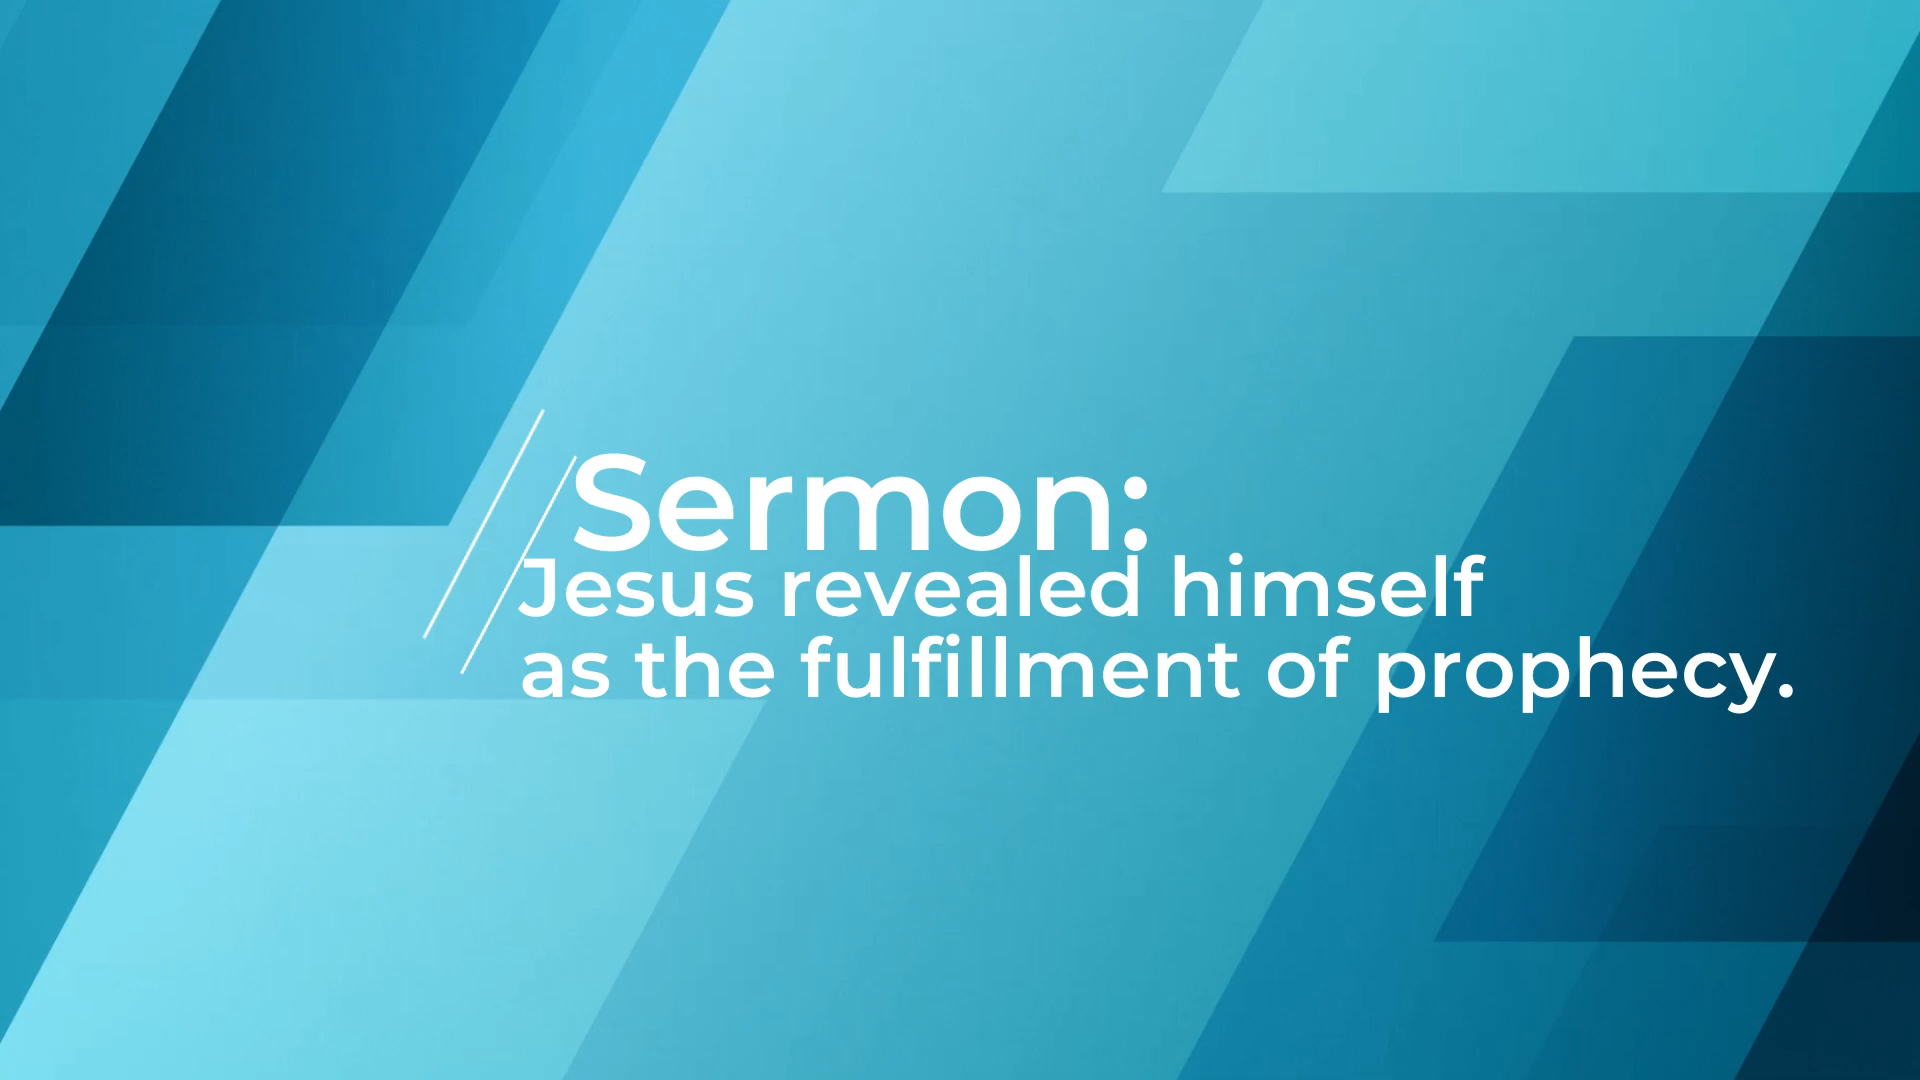 Sermon:
Jesus revealed himself
as the fulfillment of prophecy.